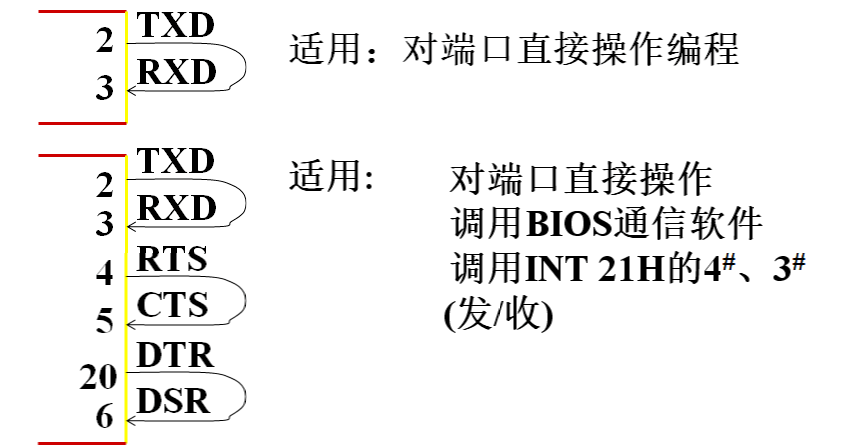 TXD
2
RXD
3
适用：对端口直接操作编程
TXD
2
RXD
3
RTS
4
CTS
5
DTR
20
DSR
6
适用: 对端口直接操作
调用BIOS通信软件
调用INT 21H的4#、3#
(发/收)